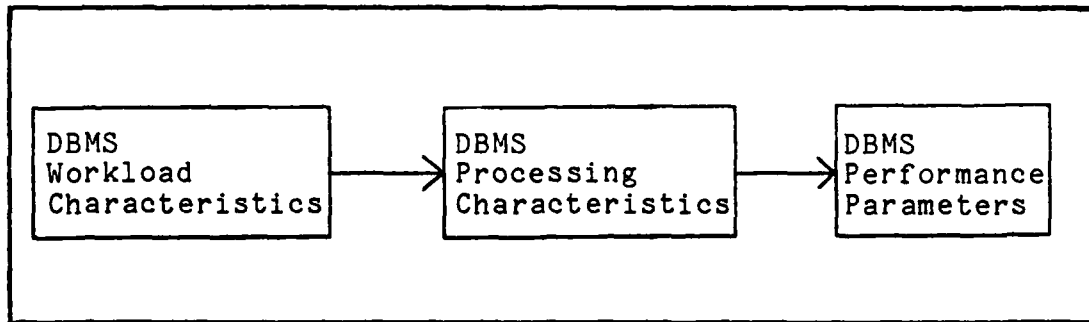 DBMS
Workload
Characteristics
DBMS
Processing
Characteristics
DBMS
Performance
Parameters